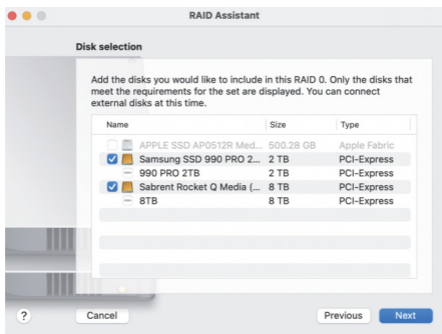 RAID Assistant
Disk selection
Add the disks you would like to include in this RAID 0. Only the disks that
meet the requirements for the set are displayed. You can connect
external disks at this time.
Name Size Type
APPLE SSD AP0512R Med... 500.28 GB Apple Fabric
Samsung SSD 990 PRO 2... 2 TB PCI-Express
990 PRO 2TB 2 TB PCI-Express
Sabrent Rocket Q Media (... 8 TB PCI-Express
8TB 8 TB PCI-Express
? Cancel Previous Next